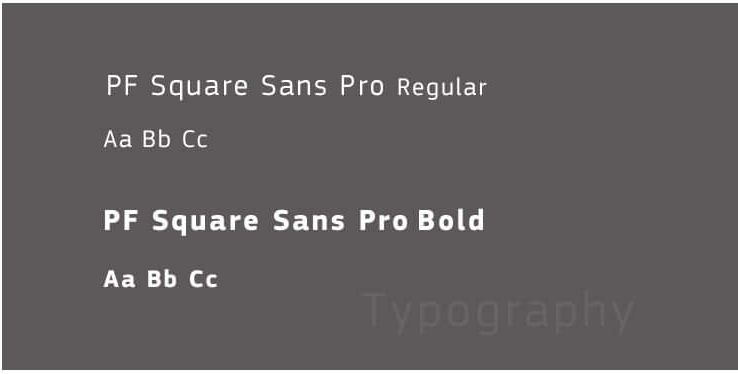 PF Square Sans Pro Regular
Aa Bb Cc
PF Square Sans Pro Bold
Aa Bb Cc
Typography